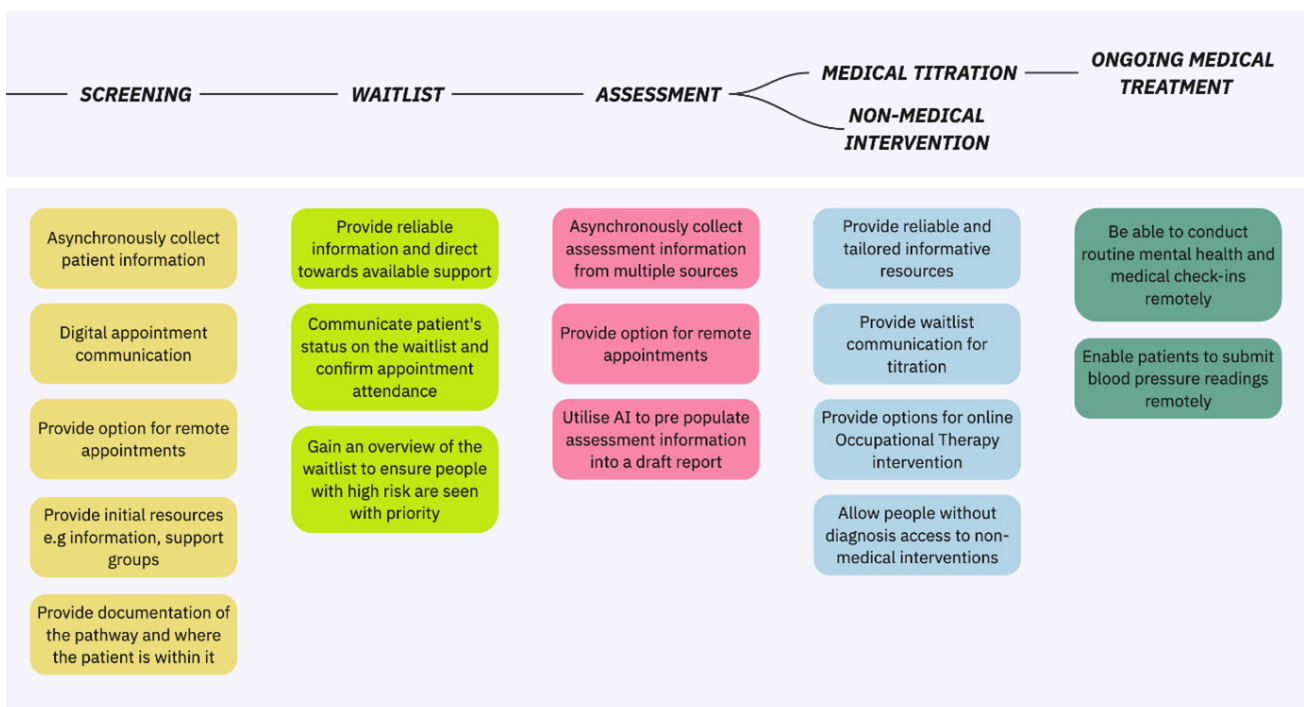 SCREENING
WAITLIST
ASSESSMENT
MEDICAL TITRATION
NON-MEDICAL
INTERVENTION
ONGOING MEDICAL
TREATMENT
Asynchronously collect
patient information
Digital appointment
communication
Provide option for remote
appointments
Provide initial resources
e.g information, support
groups
Provide documentation of
the pathway and where
the patient is within it
Provide reliable
information and direct
towards available support
Communicate patient's
status on the waitlist and
confirm appointment
attendance
Gain an overview of the
waitlist to ensure people
with high risk are seen
with priority
Asynchronously collect
assessment information
from multiple sources
Provide option for remote
appointments
Utilise AI to pre populate
assessment information
into a draft report
Provide reliable and
tailored informative
resources
Provide waitlist
communication for
titration
Provide options for online
Occupational Therapy
intervention
Allow people without
diagnosis access to non-
medical interventions
Be able to conduct
routine mental health and
medical check-ins
remotely
Enable patients to submit
blood pressure readings
remotely